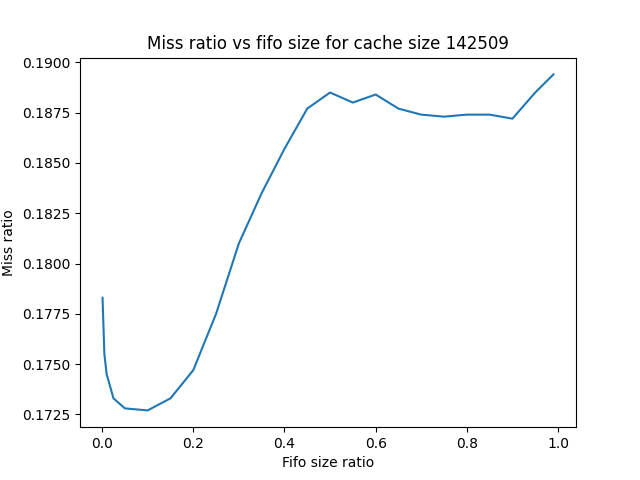 Miss ratio vs fifo size for cache size 142509
0.1900
0.1875
0.1850
0.1825
0.1800
0.1775
0.1750
0.1725
Miss ratio
0.0 0.2 0.4 0.6 0.8 1.0
Fifo size ratio